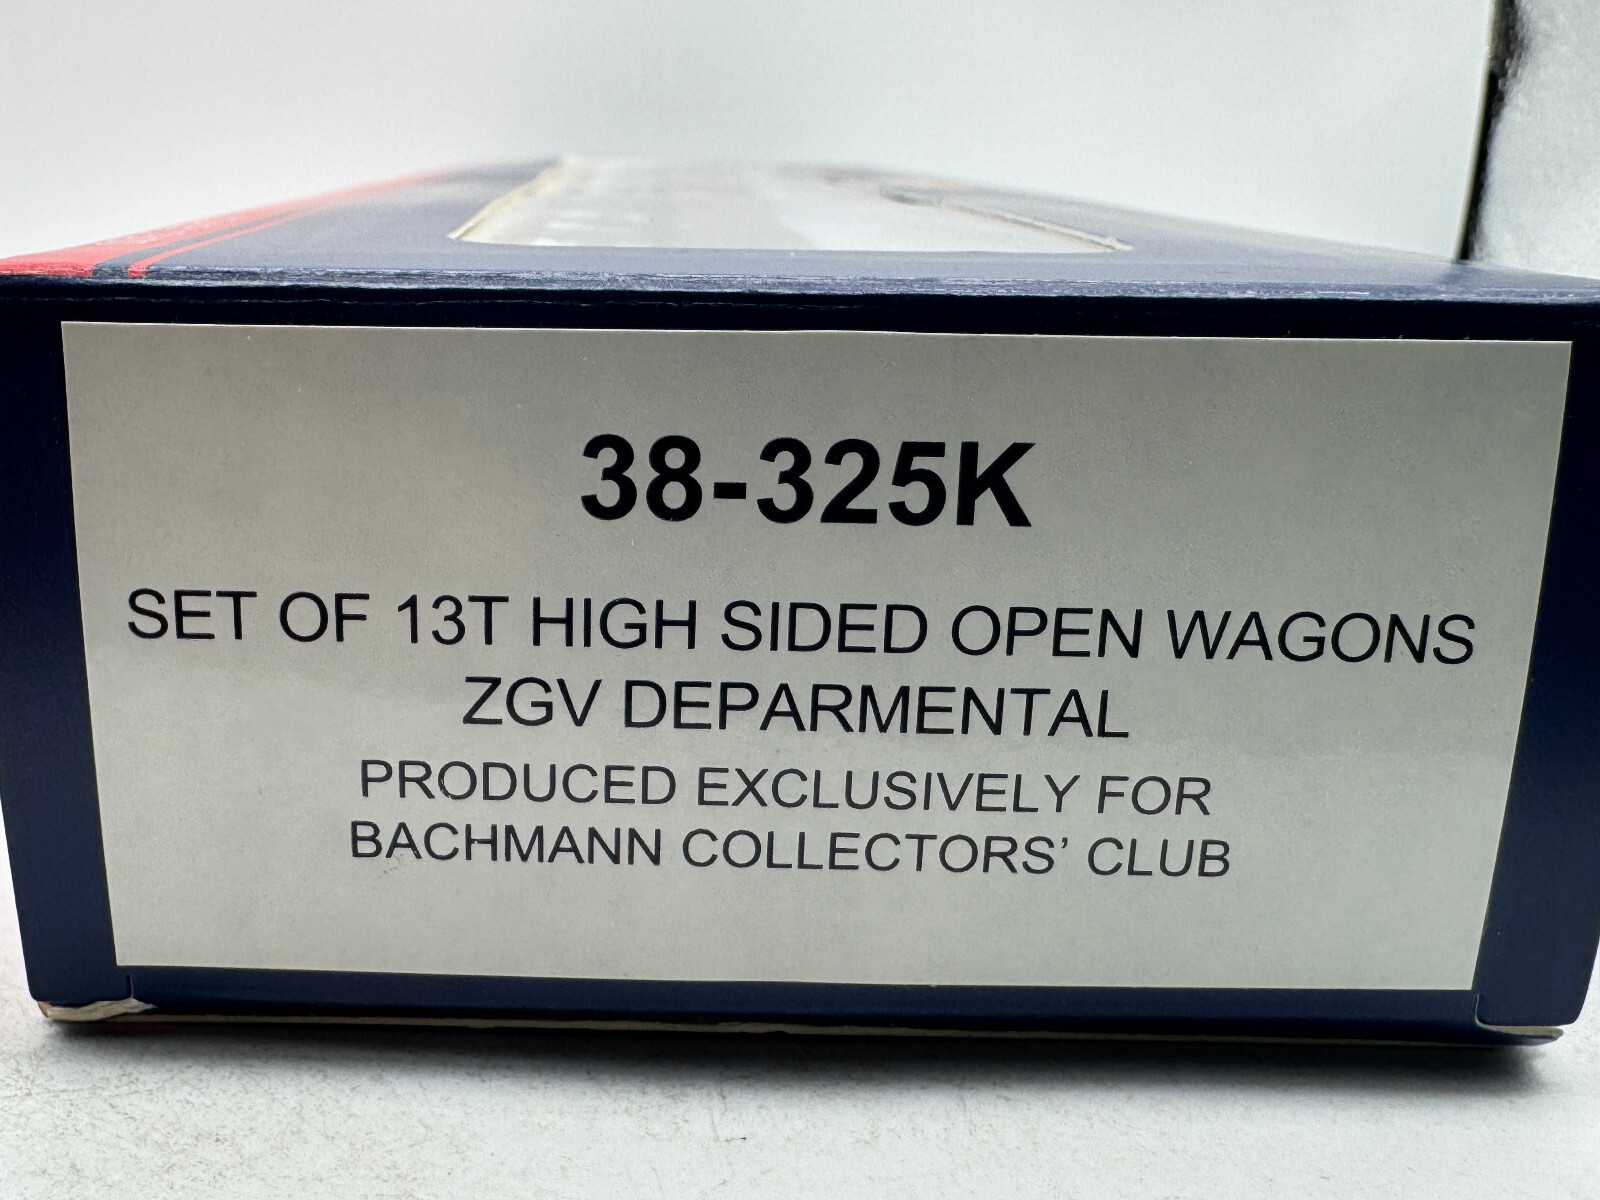 38-325K
SET OF 13T HIGH SIDED OPEN WAGONS
ZGV DEPARMENTAL
PRODUCED EXCLUSIVELY FOR
BACHMANN COLLECTORS' CLUB